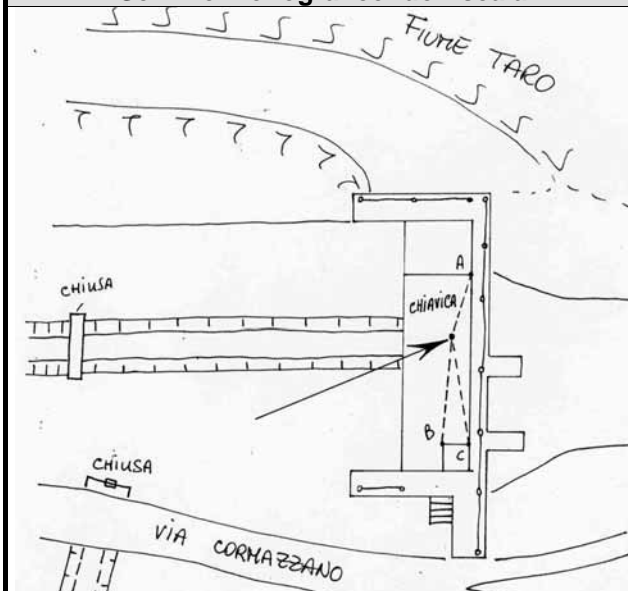 FIUME TARO
CHIUSA
A
CHIAVICA
B
C
CHIUSA
VIA CORMAZZANO